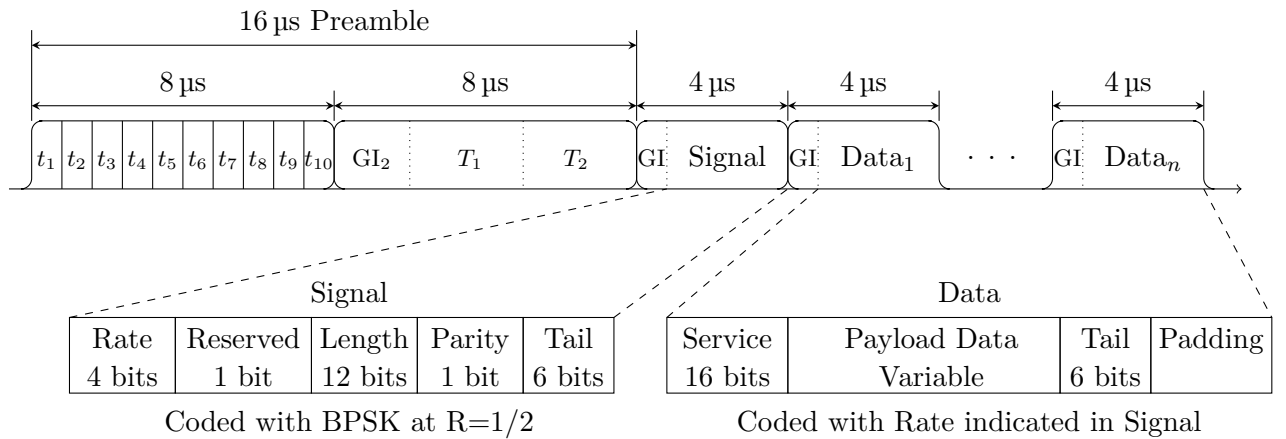 16 µs Preamble
8 µs 8 µs 4 µs 4 µs 4 µs
t₁ t₂ t₃ t₄ t₅ t₆ t₇ t₈ t₉ t₁₀ GI₂ T₁ T₂ GI Signal GI Data₁ · · · GI Dataₙ
Signal Data
Rate Reserved Length Parity Tail Service Payload Data Tail Padding
4 bits 1 bit 12 bits 1 bit 6 bits 16 bits Variable 6 bits
Coded with BPSK at R=1/2 Coded with Rate indicated in Signal